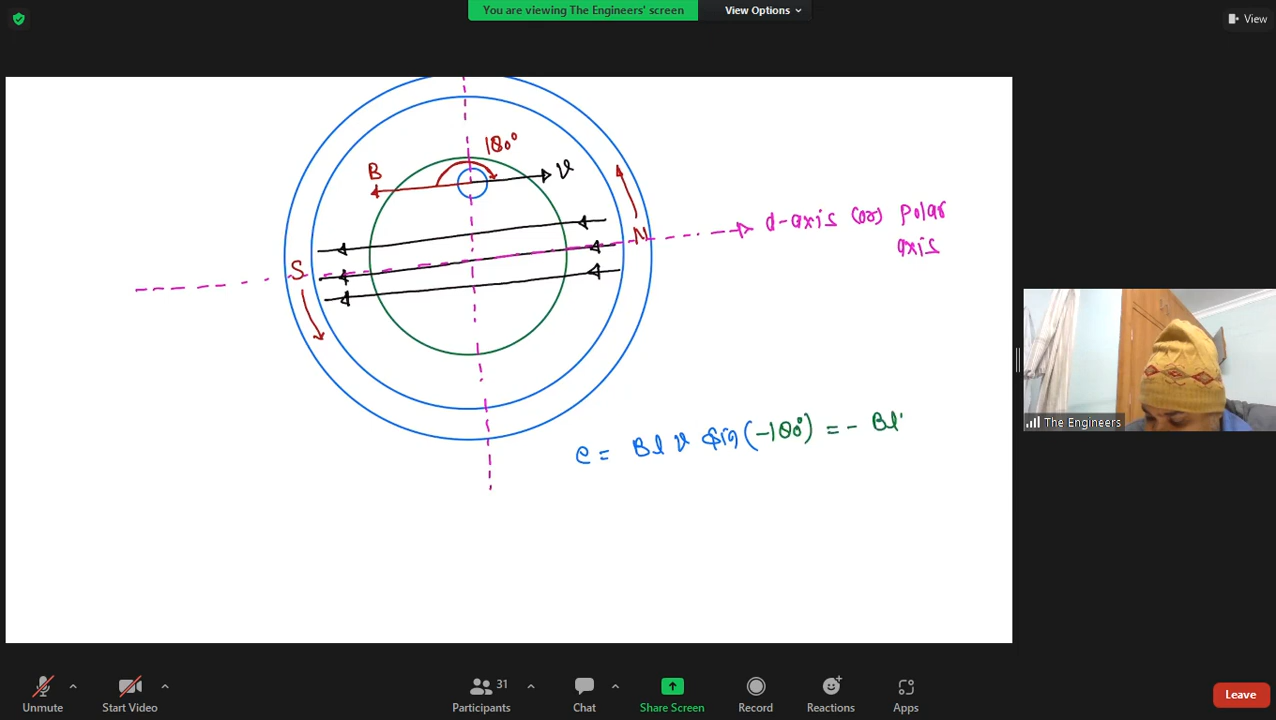 You are viewing The Engineers' screen
View Options
View
180°
B
v
N
S
d-axis (or) Polar
axis
e = Bl v Sin(-180°) = - Bl
The Engineers
31
Unmute
Start Video
Participants
Chat
Share Screen
Record
Reactions
Apps
Leave